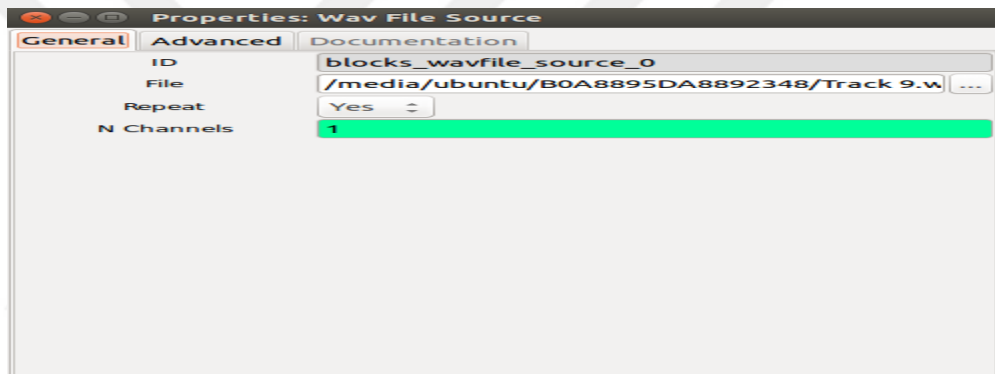 Properties: Wav File Source
General Advanced Documentation
ID blocks_wavfile_source_0
File /media/ubuntu/B0A8895DA8892348/Track 9.w ...
Repeat Yes
N Channels 1